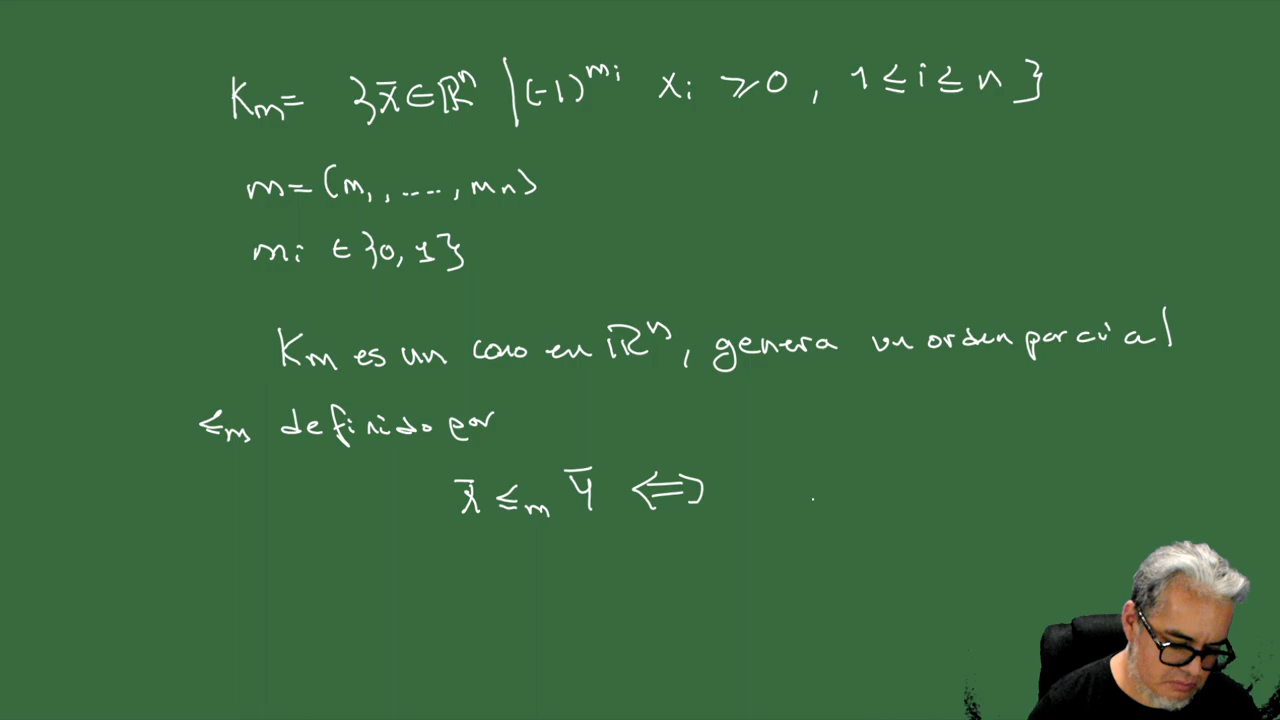 Km = {x̄ ∈ ℝⁿ | (-1)^{mi} xi ⩾ 0, 1 ≤ i ≤ n}
m = (m₁, ...., mn)
mi ∈ {0, 1}
Km es un cono en ℝⁿ, genera un orden parcial
≤m definido por
x̄ ≤m ȳ ⟺